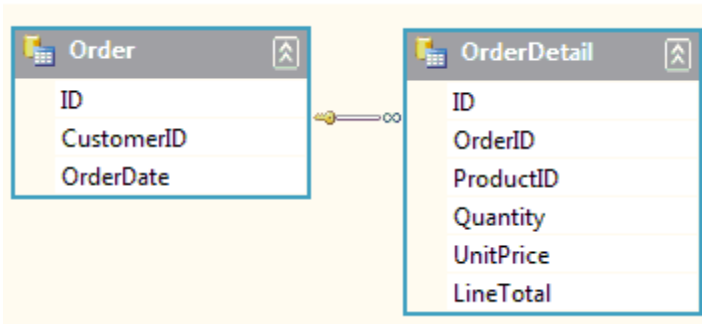 Order
ID
CustomerID
OrderDate
OrderDetail
ID
OrderID
ProductID
Quantity
UnitPrice
LineTotal